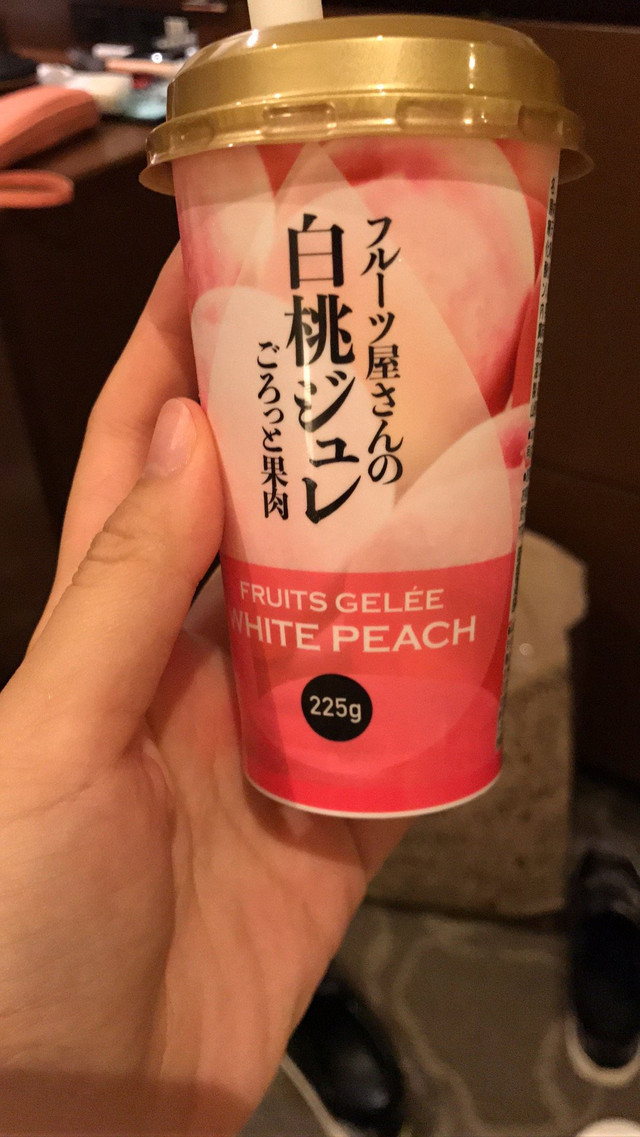 フルーツ屋さんの
白桃ジュレ
ごろっと果肉
FRUITS GELÉE
WHITE PEACH
225g